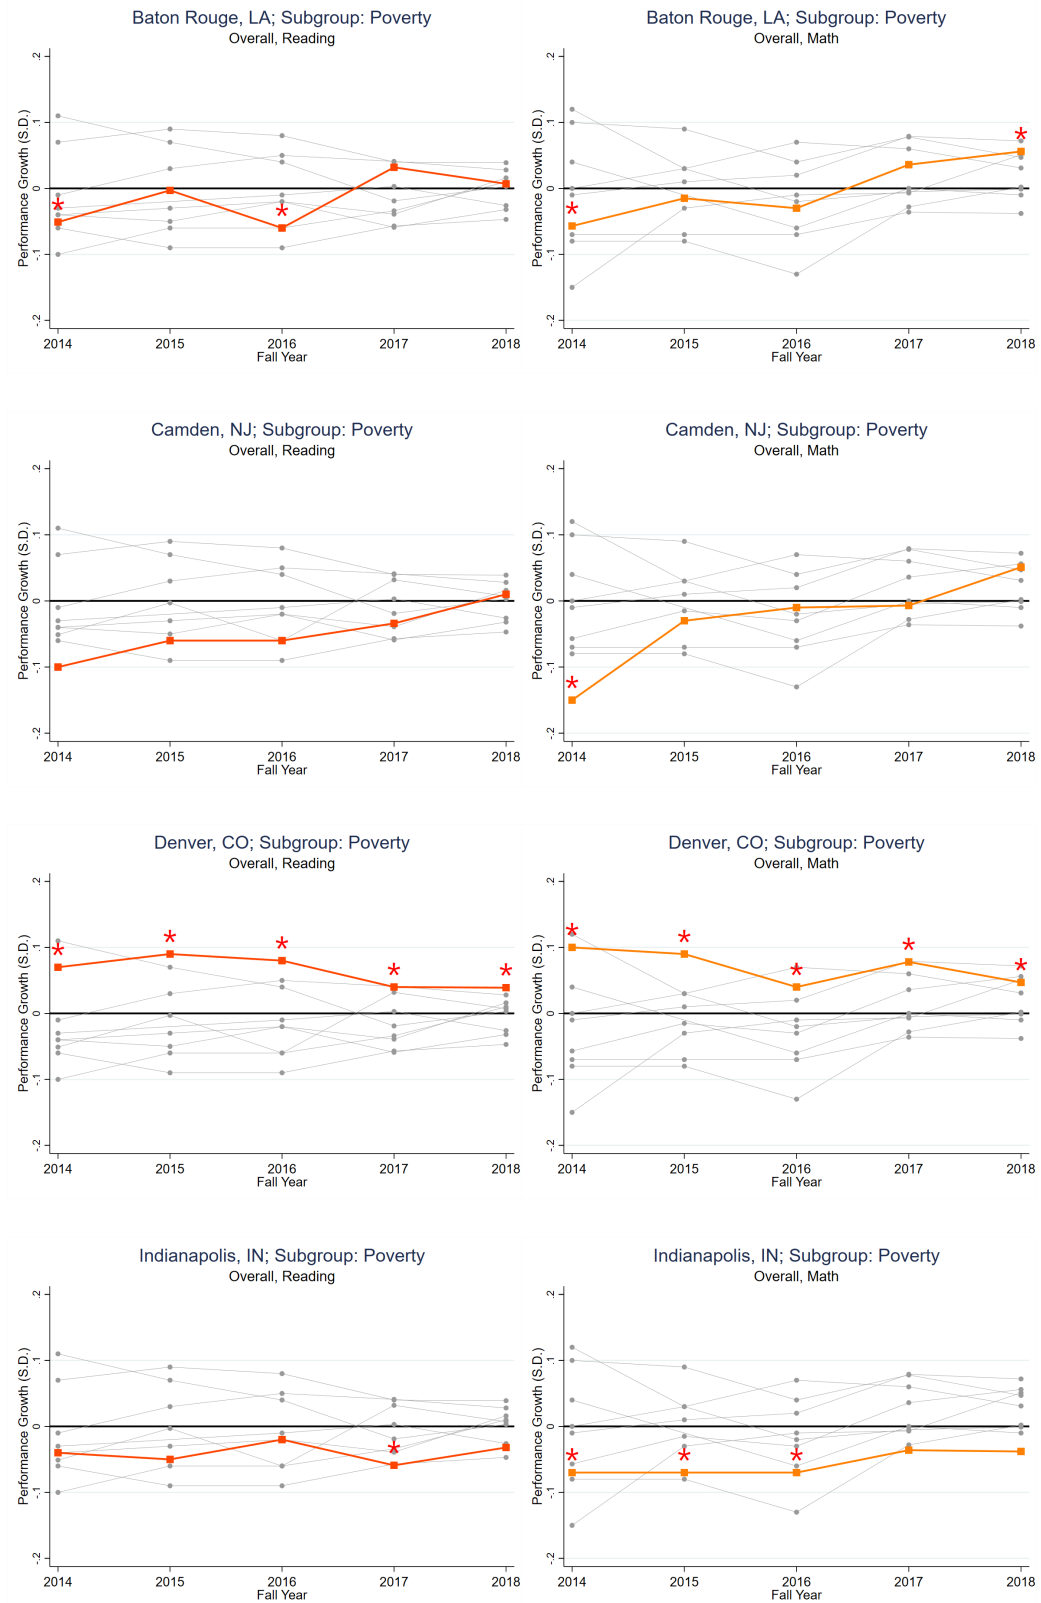 Baton Rouge, LA; Subgroup: Poverty
Overall, Reading
Performance Growth (S.D.)
.2
.1
0
-.1
-.2
2014 2015 2016 2017 2018
Fall Year
Baton Rouge, LA; Subgroup: Poverty
Overall, Math
Performance Growth (S.D.)
.2
.1
0
-.1
-.2
2014 2015 2016 2017 2018
Fall Year
Camden, NJ; Subgroup: Poverty
Overall, Reading
Performance Growth (S.D.)
.2
.1
0
-.1
-.2
2014 2015 2016 2017 2018
Fall Year
Camden, NJ; Subgroup: Poverty
Overall, Math
Performance Growth (S.D.)
.2
.1
0
-.1
-.2
2014 2015 2016 2017 2018
Fall Year
Denver, CO; Subgroup: Poverty
Overall, Reading
Performance Growth (S.D.)
.2
.1
0
-.1
-.2
2014 2015 2016 2017 2018
Fall Year
Denver, CO; Subgroup: Poverty
Overall, Math
Performance Growth (S.D.)
.2
.1
0
-.1
-.2
2014 2015 2016 2017 2018
Fall Year
Indianapolis, IN; Subgroup: Poverty
Overall, Reading
Performance Growth (S.D.)
.2
.1
0
-.1
-.2
2014 2015 2016 2017 2018
Fall Year
Indianapolis, IN; Subgroup: Poverty
Overall, Math
Performance Growth (S.D.)
.2
.1
0
-.1
-.2
2014 2015 2016 2017 2018
Fall Year